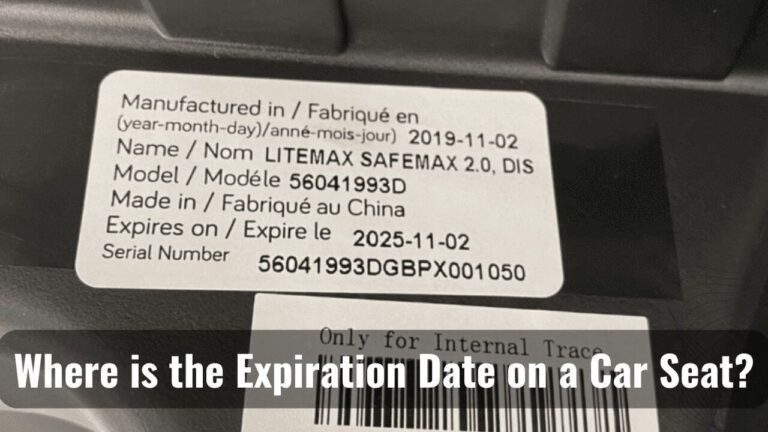 Manufactured in / Fabriqué en
(year-month-day)/anné-mois-jour) 2019-11-02
Name / Nom LITEMAX SAFEMAX 2.0, DIS
Model / Modéle 56041993D
Made in / Fabriqué au China
Expires on / Expire le 2025-11-02
Serial Number 56041993DGBPX001050
Only for Internal Trace
Where is the Expiration Date on a Car Seat?